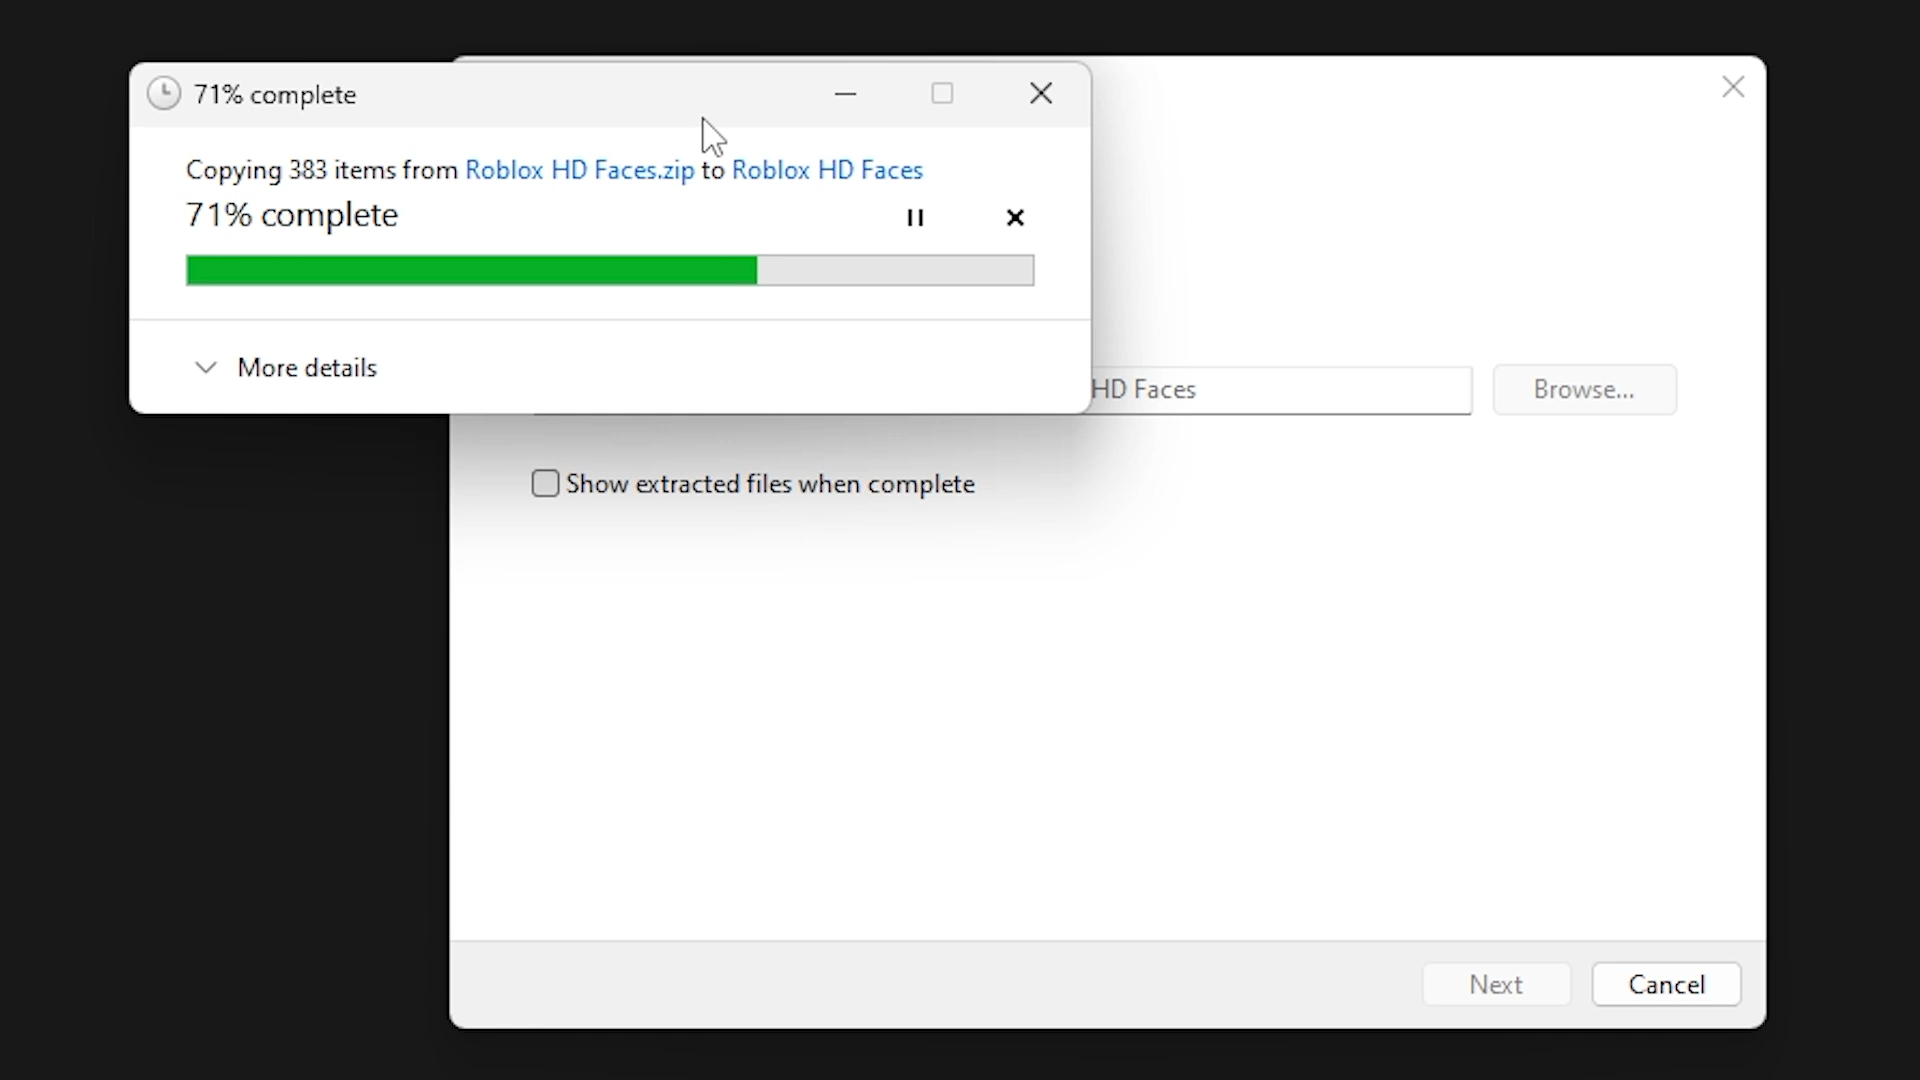 71% complete
Copying 383 items from Roblox HD Faces.zip to Roblox HD Faces
71% complete
More details
HD Faces
Browse...
Show extracted files when complete
Next
Cancel